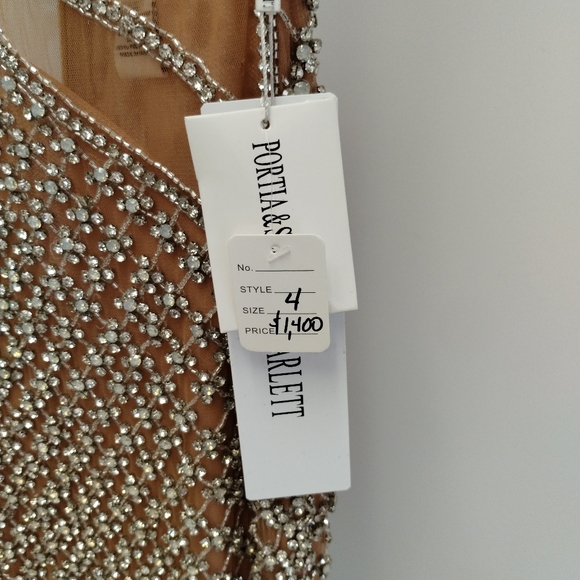 PORTIA&S
ARLETT
No.
STYLE
SIZE 4
PRICE $1,400